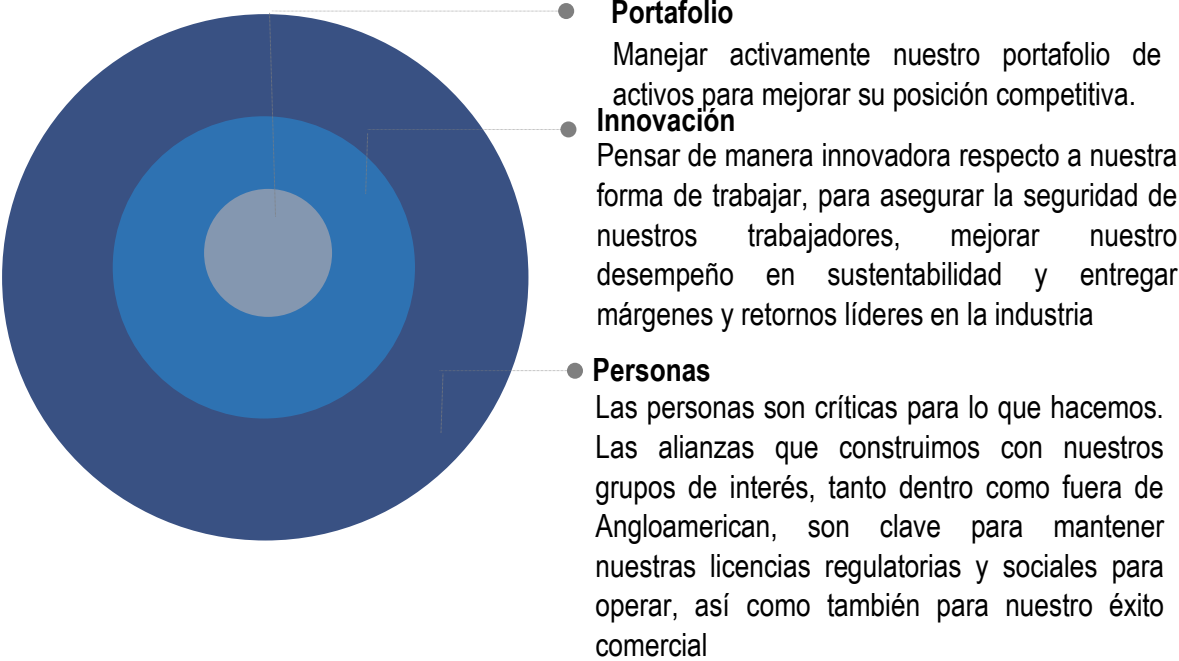 Portafolio
Manejar activamente nuestro portafolio de
activos para mejorar su posición competitiva.
Innovación
Pensar de manera innovadora respecto a nuestra
forma de trabajar, para asegurar la seguridad de
nuestros trabajadores, mejorar nuestro
desempeño en sustentabilidad y entregar
márgenes y retornos líderes en la industria
Personas
Las personas son críticas para lo que hacemos.
Las alianzas que construimos con nuestros
grupos de interés, tanto dentro como fuera de
Angloamerican, son clave para mantener
nuestras licencias regulatorias y sociales para
operar, así como también para nuestro éxito
comercial